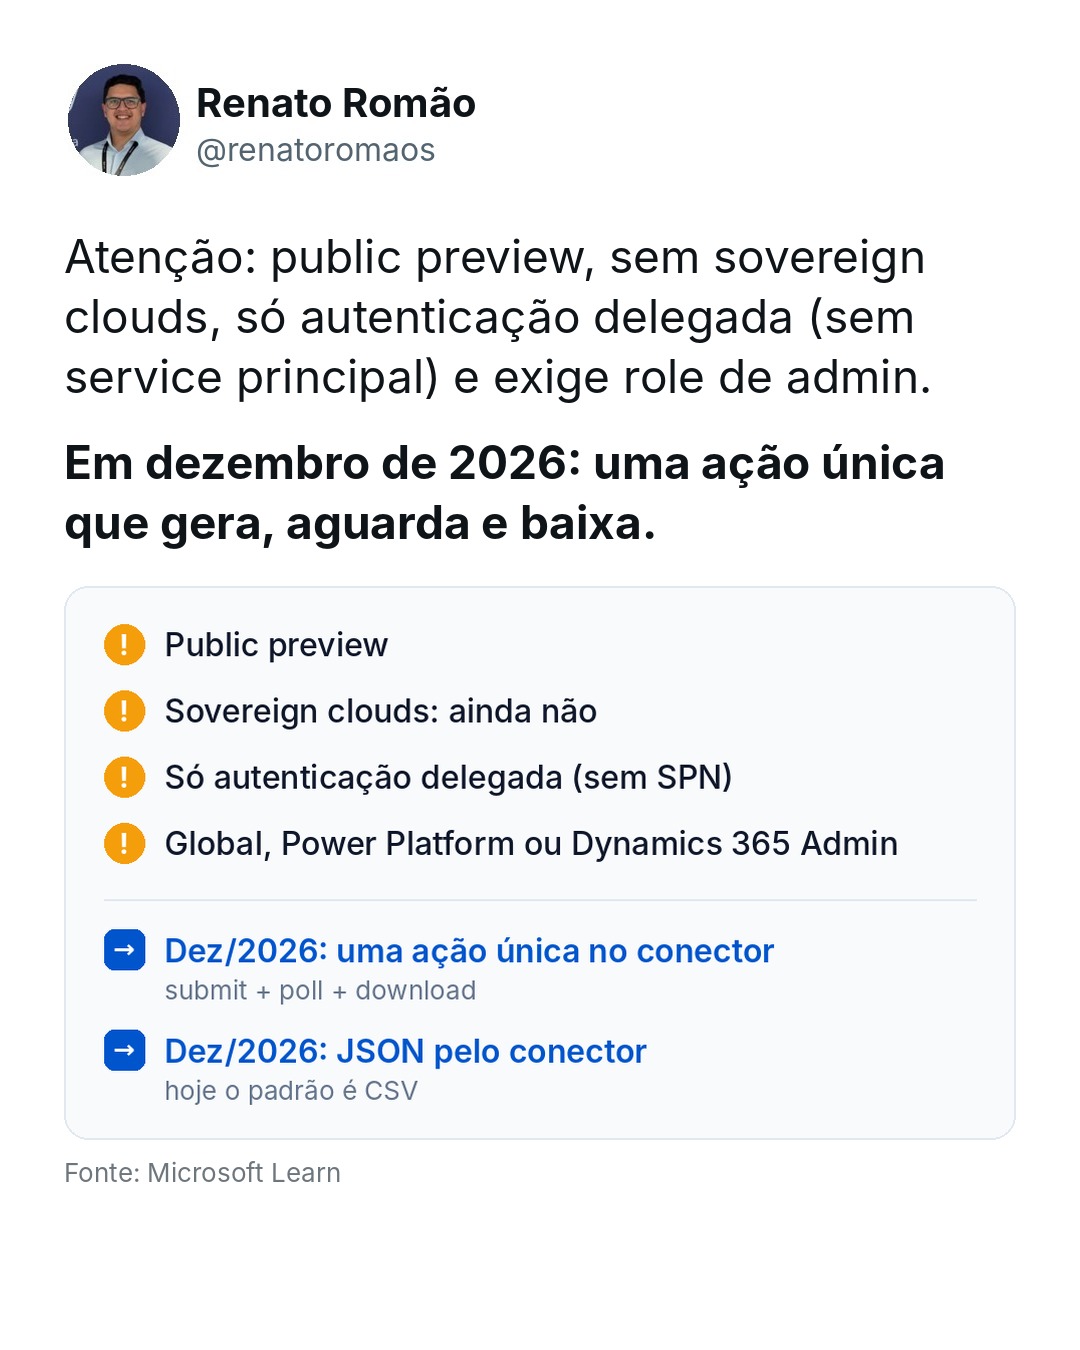 Renato Romão
@renatoromaos
Atenção: public preview, sem sovereign
clouds, só autenticação delegada (sem
service principal) e exige role de admin.
Em dezembro de 2026: uma ação única
que gera, aguarda e baixa.
! Public preview
! Sovereign clouds: ainda não
! Só autenticação delegada (sem SPN)
! Global, Power Platform ou Dynamics 365 Admin
→ Dez/2026: uma ação única no conector
submit + poll + download
→ Dez/2026: JSON pelo conector
hoje o padrão é CSV
Fonte: Microsoft Learn